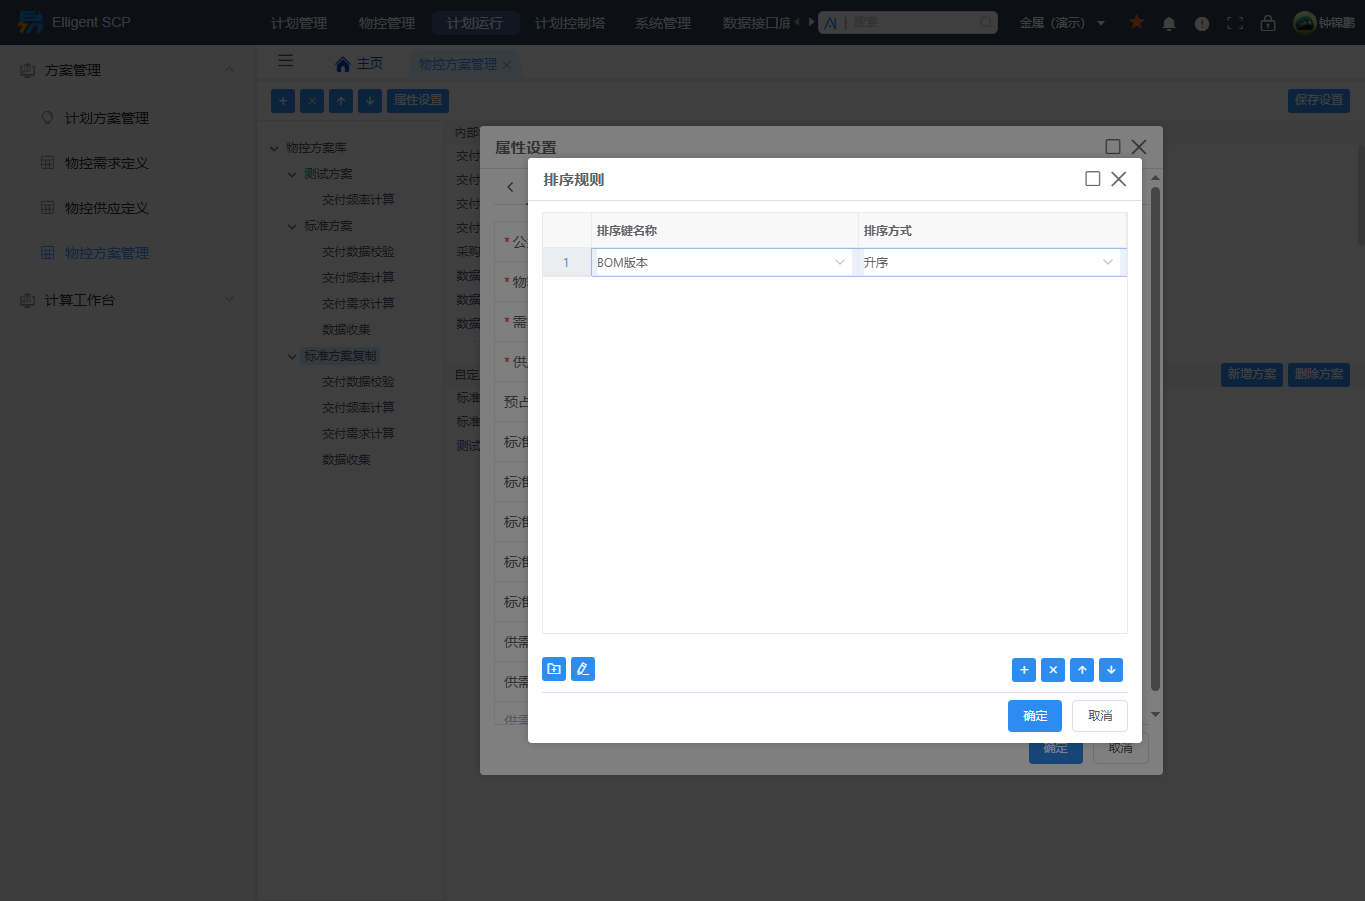 Elligent SCP
计划管理
物控管理
计划运行
计划控制塔
系统管理
数据接口
AI | 搜索
金属（演示）
钟锦鹏
方案管理
计划方案管理
物控需求定义
物控供应定义
物控方案管理
计算工作台
主页
物控方案管理
属性设置
保存设置
物控方案库
测试方案
交付频率计算
标准方案
交付数据校验
交付频率计算
交付需求计算
数据收集
标准方案复制
交付数据校验
交付频率计算
交付需求计算
数据收集
内部
交付
交付
交付
交付
采购
数据
数据
数据
自定
标准
标准
测试
新增方案
删除方案
属性设置
* 公
* 物
* 需
* 供
预占
标准
标准
标准
标准
标准
供需
供需
供需
确定
取消
排序规则
排序键名称
排序方式
1
BOM版本
升序
确定
取消